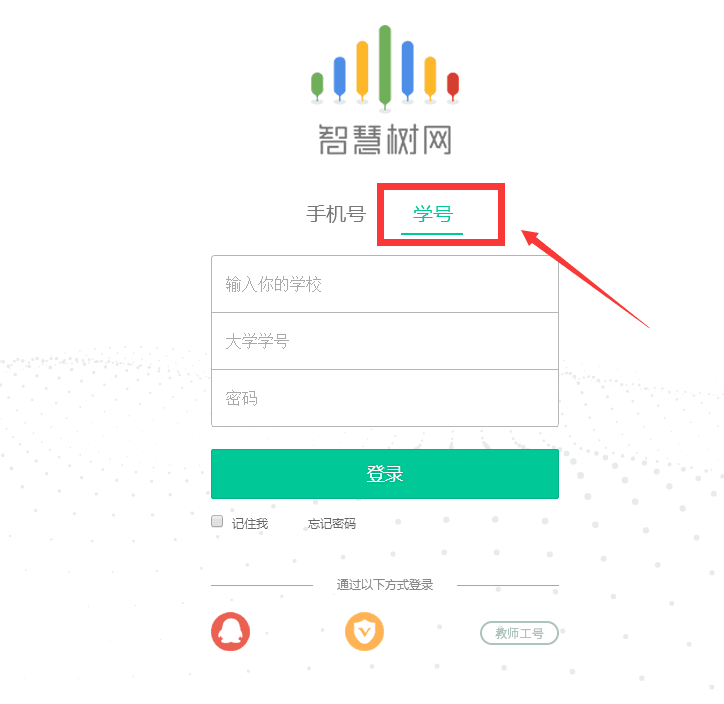 智慧树网
手机号 学号
输入你的学校
大学学号
密码
登录
记住我 忘记密码
通过以下方式登录
教师工号